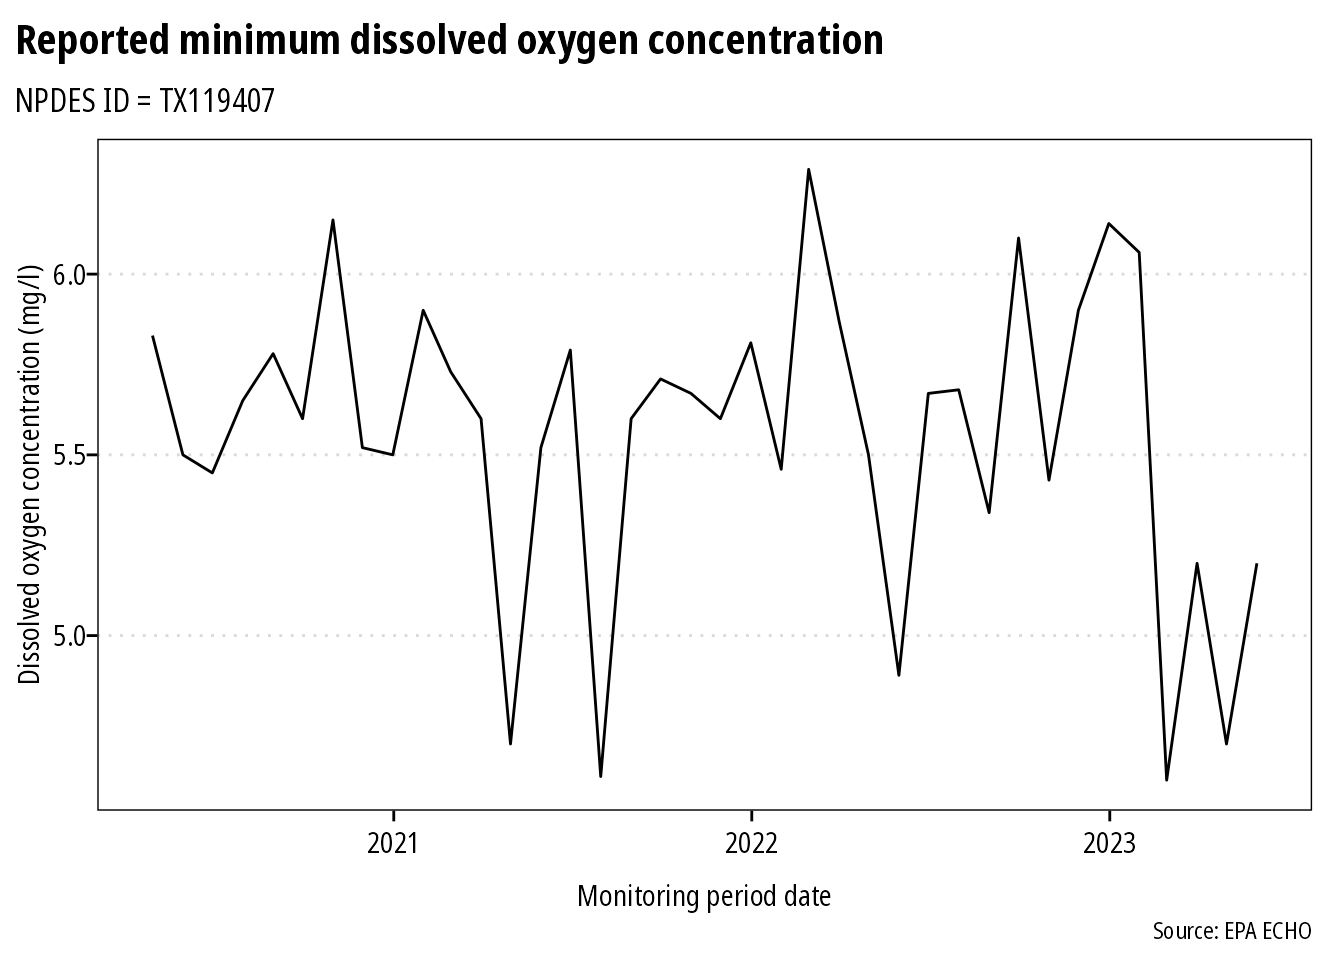 Reported minimum dissolved oxygen concentration
NPDES ID = TX119407
Dissolved oxygen concentration (mg/l)
6.0
5.5
5.0
2021
2022
2023
Monitoring period date
Source: EPA ECHO